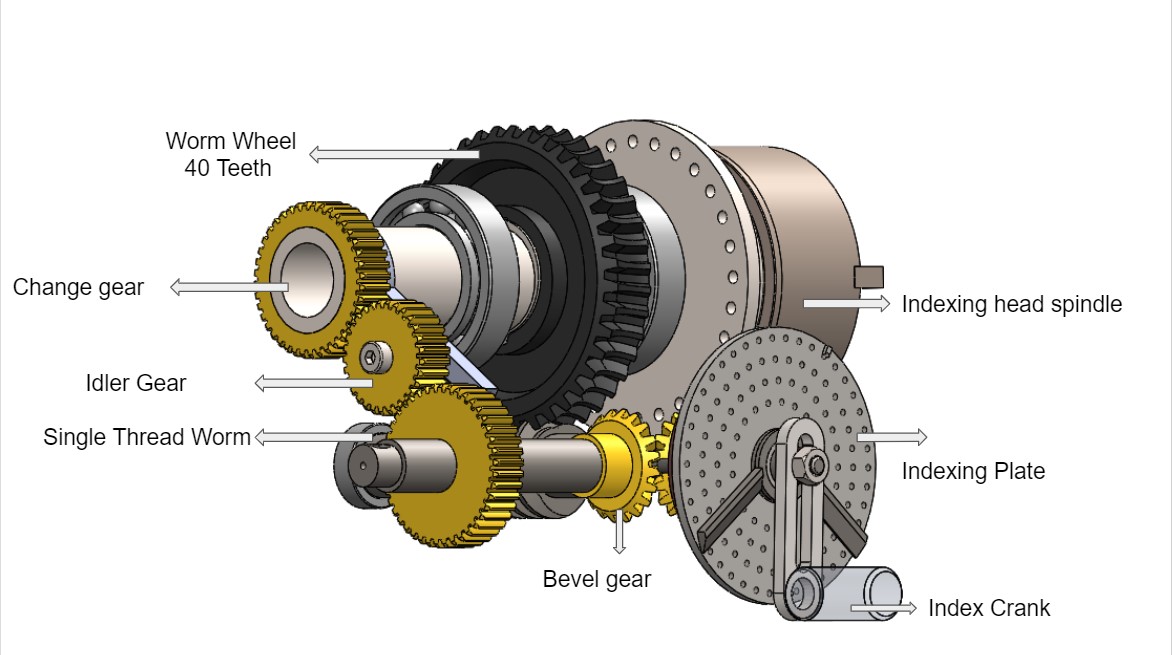 Worm Wheel
40 Teeth
Change gear
Indexing head spindle
Idler Gear
Single Thread Worm
Indexing Plate
Bevel gear
Index Crank